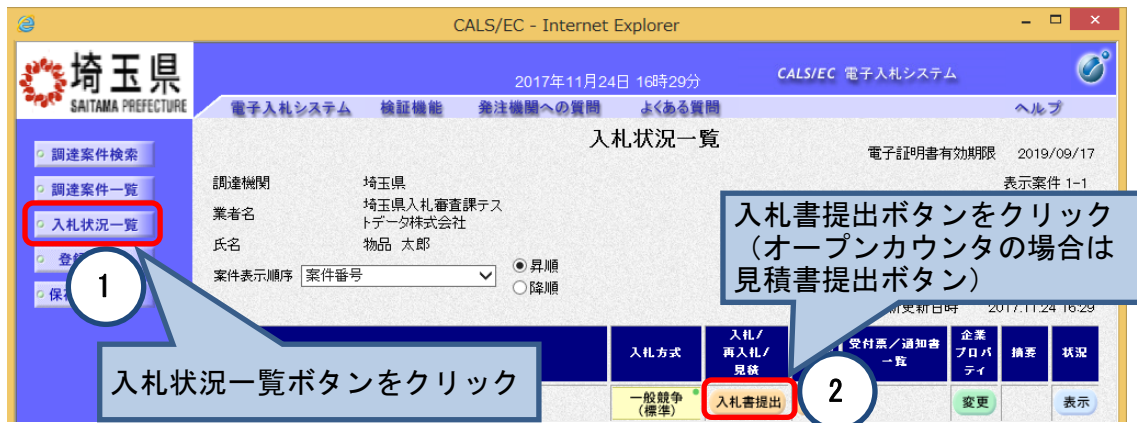 CALS/EC - Internet Explorer
埼玉県
SAITAMA PREFECTURE
2017年11月24日 16時29分
CALS/EC 電子入札システム
電子入札システム 検証機能 発注機関への質問 よくある質問 ヘルプ
入札状況一覧
電子証明書有効期限 2019/09/17
調達案件検索
調達案件一覧
入札状況一覧
調達機関 埼玉県
表示案件 1-1
業者名 埼玉県入札審査課テス
トデータ株式会社
氏名 物品 太郎
案件表示順序 案件番号
昇順
降順
入札書提出ボタンをクリック
（オープンカウンタの場合は
見積書提出ボタン）
1
入札状況一覧ボタンをクリック
2017.11.24 16:29
入札方式
入札/
再入札/
見積
受付票／通知書
一覧
企業
プロパ
ティ
摘要
状況
一般競争
（標準）
入札書提出
2
変更
表示